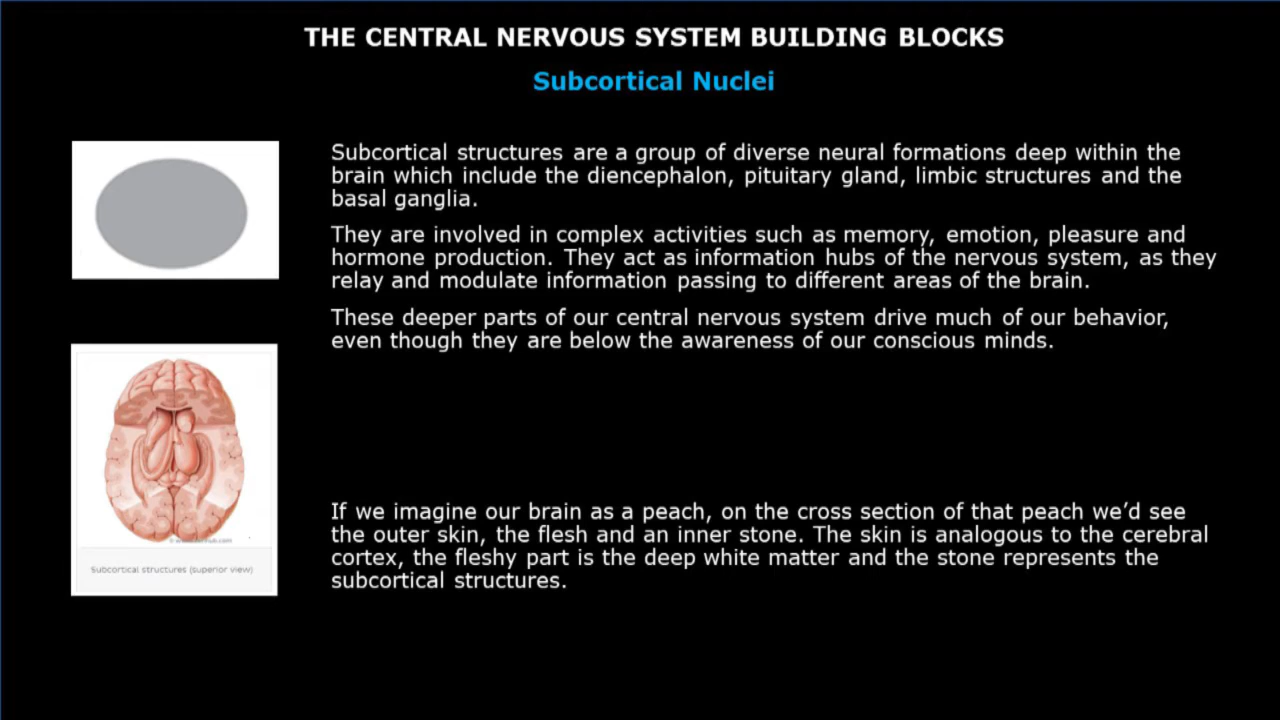 THE CENTRAL NERVOUS SYSTEM BUILDING BLOCKS
Subcortical Nuclei
Subcortical structures are a group of diverse neural formations deep within the
brain which include the diencephalon, pituitary gland, limbic structures and the
basal ganglia.
They are involved in complex activities such as memory, emotion, pleasure and
hormone production. They act as information hubs of the nervous system, as they
relay and modulate information passing to different areas of the brain.
These deeper parts of our central nervous system drive much of our behavior,
even though they are below the awareness of our conscious minds.
Subcortical structures (superior view)
If we imagine our brain as a peach, on the cross section of that peach we’d see
the outer skin, the flesh and an inner stone. The skin is analogous to the cerebral
cortex, the fleshy part is the deep white matter and the stone represents the
subcortical structures.